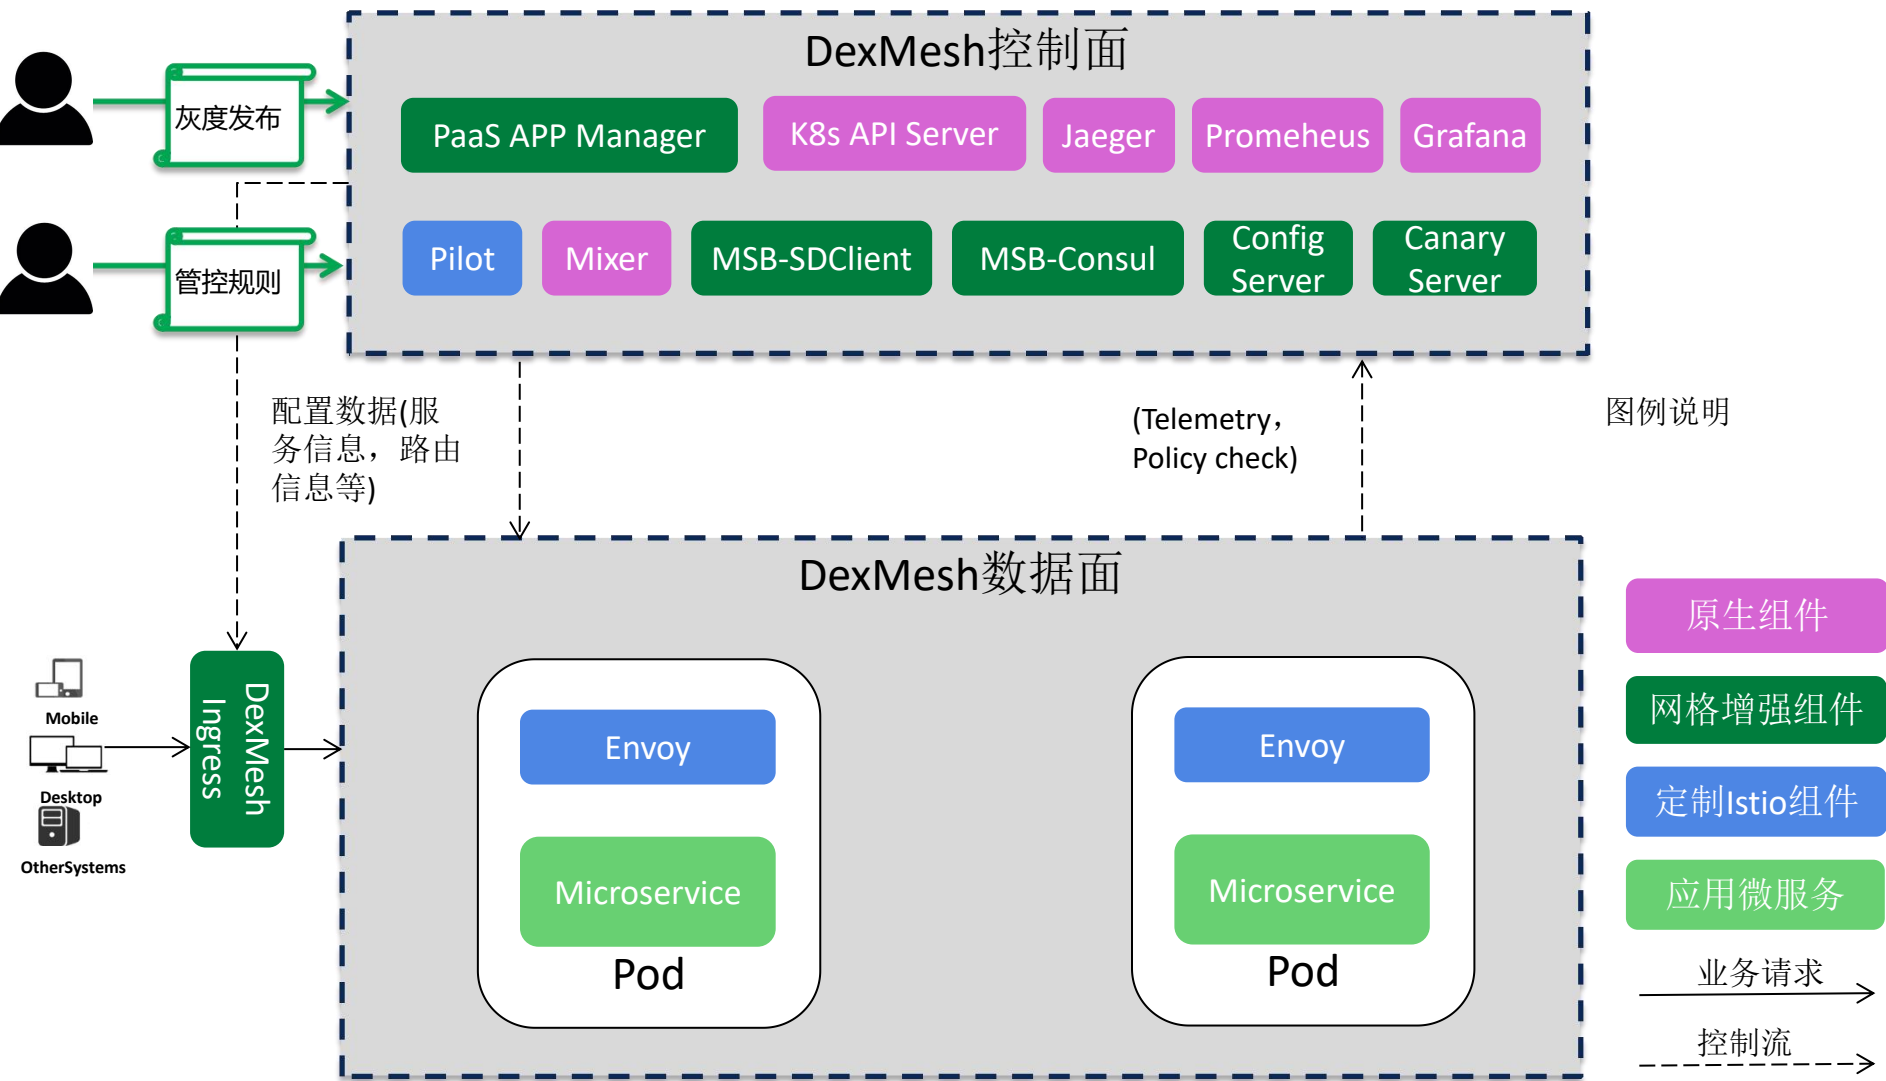 DexMesh控制面
灰度发布
PaaS APP Manager
K8s API Server
Jaeger
Promeheus
Grafana
管控规则
Pilot
Mixer
MSB-SDClient
MSB-Consul
Config
Server
Canary
Server
配置数据(服
务信息，路由
信息等)
(Telemetry，
Policy check)
图例说明
DexMesh数据面
Mobile
Desktop
OtherSystems
DexMesh
Ingress
Envoy
Microservice
Pod
Envoy
Microservice
Pod
原生组件
网格增强组件
定制Istio组件
应用微服务
业务请求
控制流